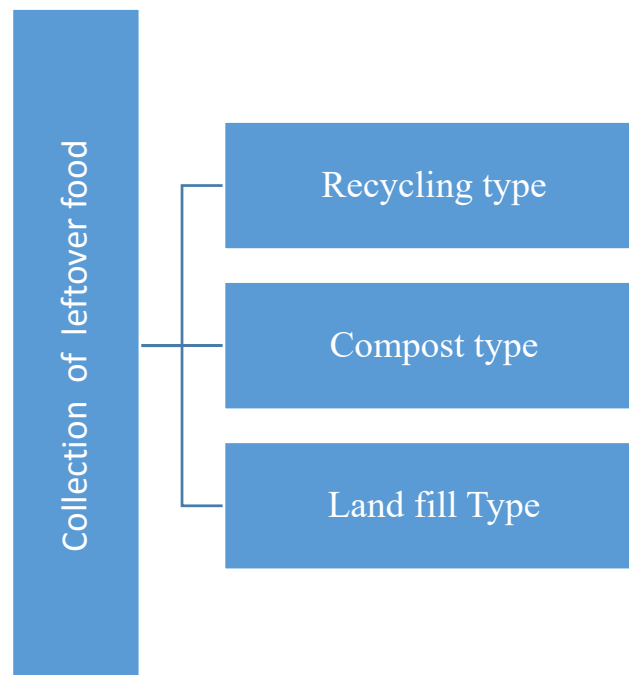 Collection of leftover food
Recycling type
Compost type
Land fill Type